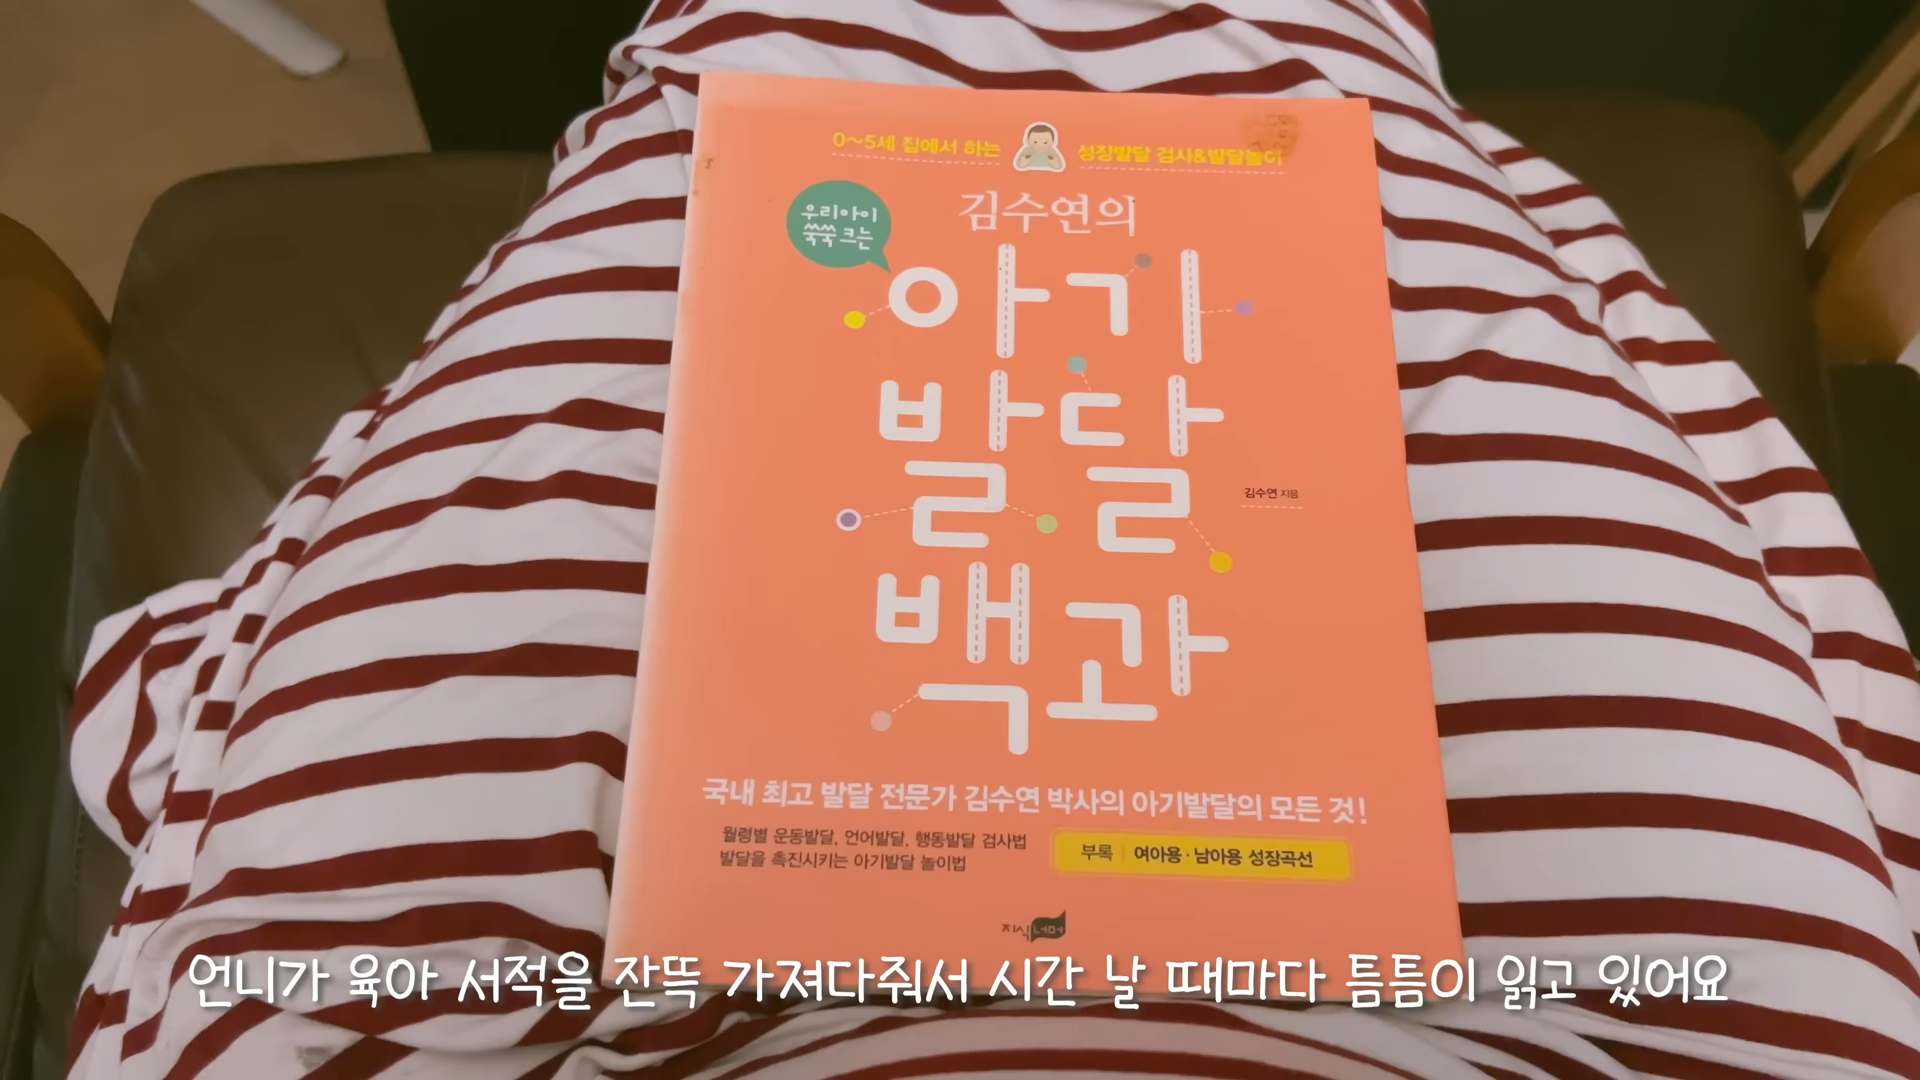 0~5세 집에서 하는 성장발달 검사&발달놀이
우리아이
쑥쑥 크는
김수연의
아기
발달
백과
김수연 지음
국내 최고 발달 전문가 김수연 박사의 아기발달의 모든 것!
월령별 운동발달, 언어발달, 행동발달 검사법
발달을 촉진시키는 아기발달 놀이법
부록 | 여아용·남아용 성장곡선
지식너머
언니가 육아 서적을 잔뜩 가져다줘서 시간 날 때마다 틈틈이 읽고 있어요